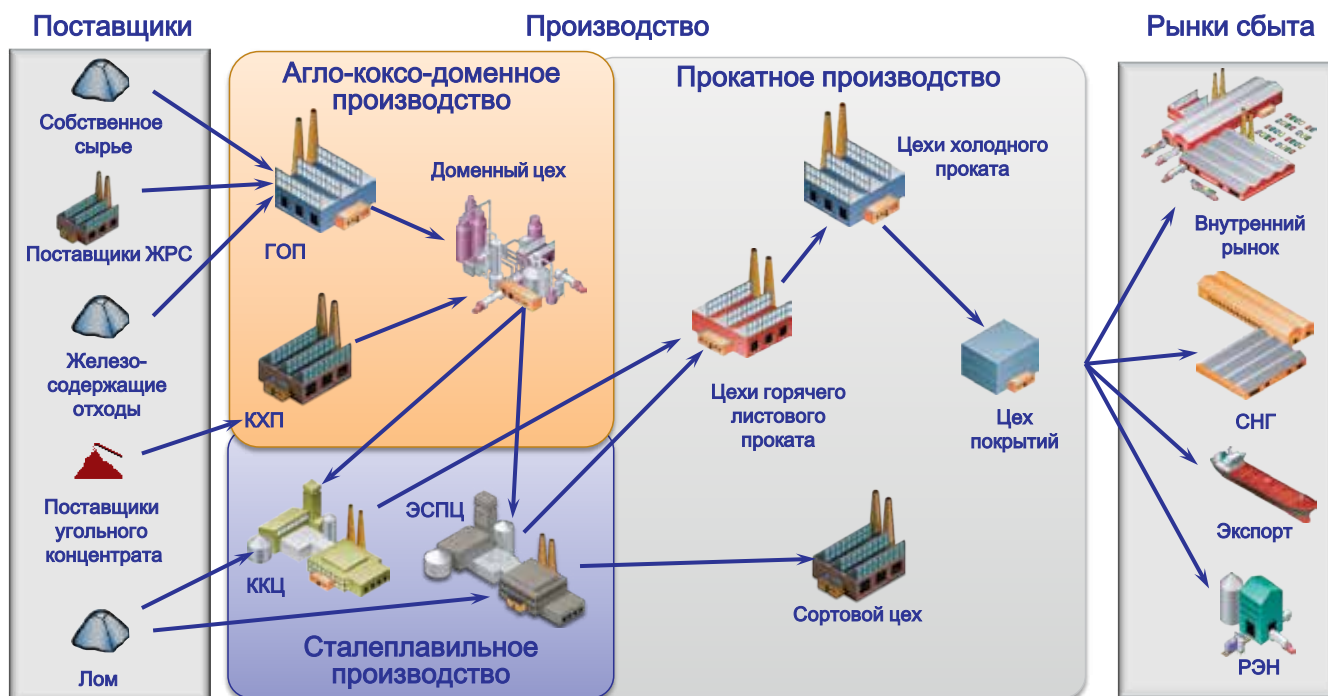 Поставщики
Производство
Рынки сбыта
Собственное
сырье
Поставщики ЖРС
Железо-
содержащие
отходы
Поставщики
угольного
концентрата
Лом
Агло-коксо-доменное
производство
Доменный цех
ГОП
КХП
ЭСПЦ
ККЦ
Сталеплавильное
производство
Прокатное производство
Цехи холодного
проката
Цехи горячего
листового
проката
Цех
покрытий
Сортовой цех
Внутренний
рынок
СНГ
Экспорт
РЭН